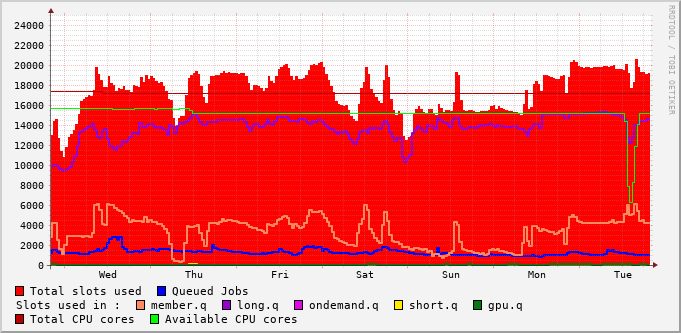 24000
22000
20000
18000
16000
14000
12000
10000
8000
6000
4000
2000
0
Wed Thu Fri Sat Sun Mon Tue
RRDTOOL / TOBI OETIKER
Total slots used Queued Jobs
Slots used in : member.q long.q ondemand.q short.q gpu.q
Total CPU cores Available CPU cores